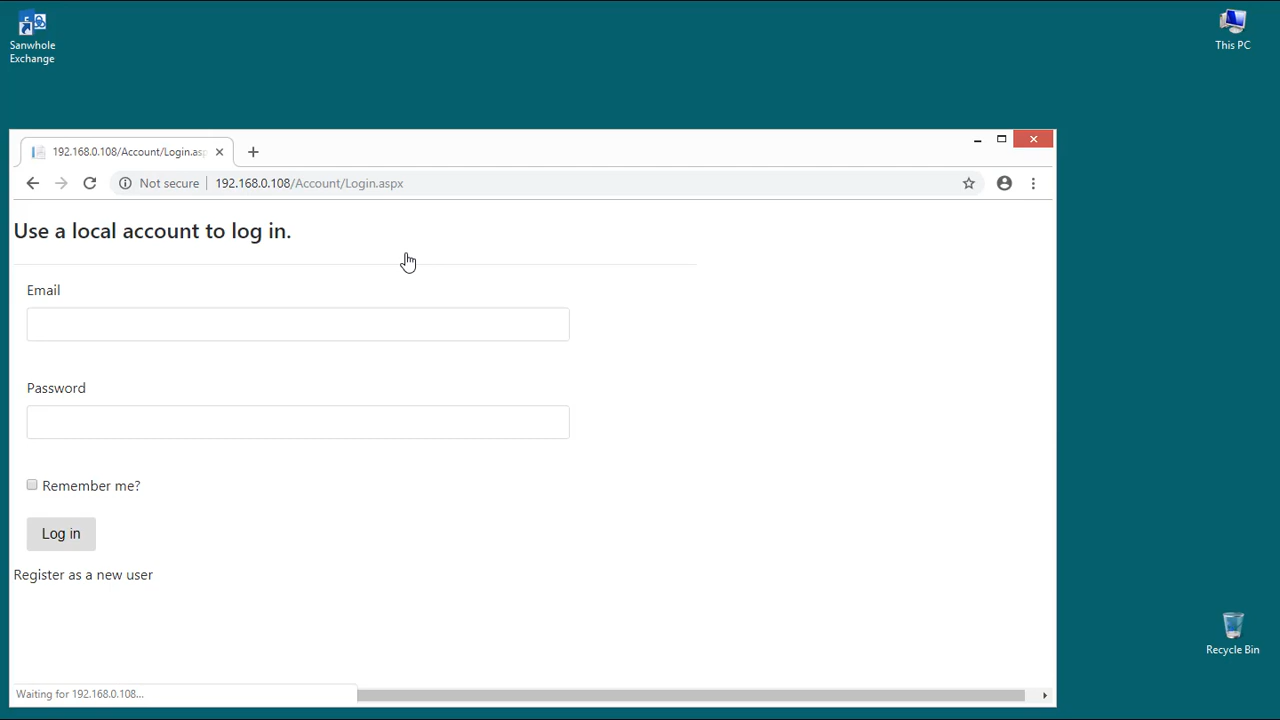 Sanwhole
Exchange
This PC
192.168.0.108/Account/Login.asp
Not secure
192.168.0.108/Account/Login.aspx
Use a local account to log in.
Email
Password
Remember me?
Log in
Register as a new user
Waiting for 192.168.0.108...
Recycle Bin